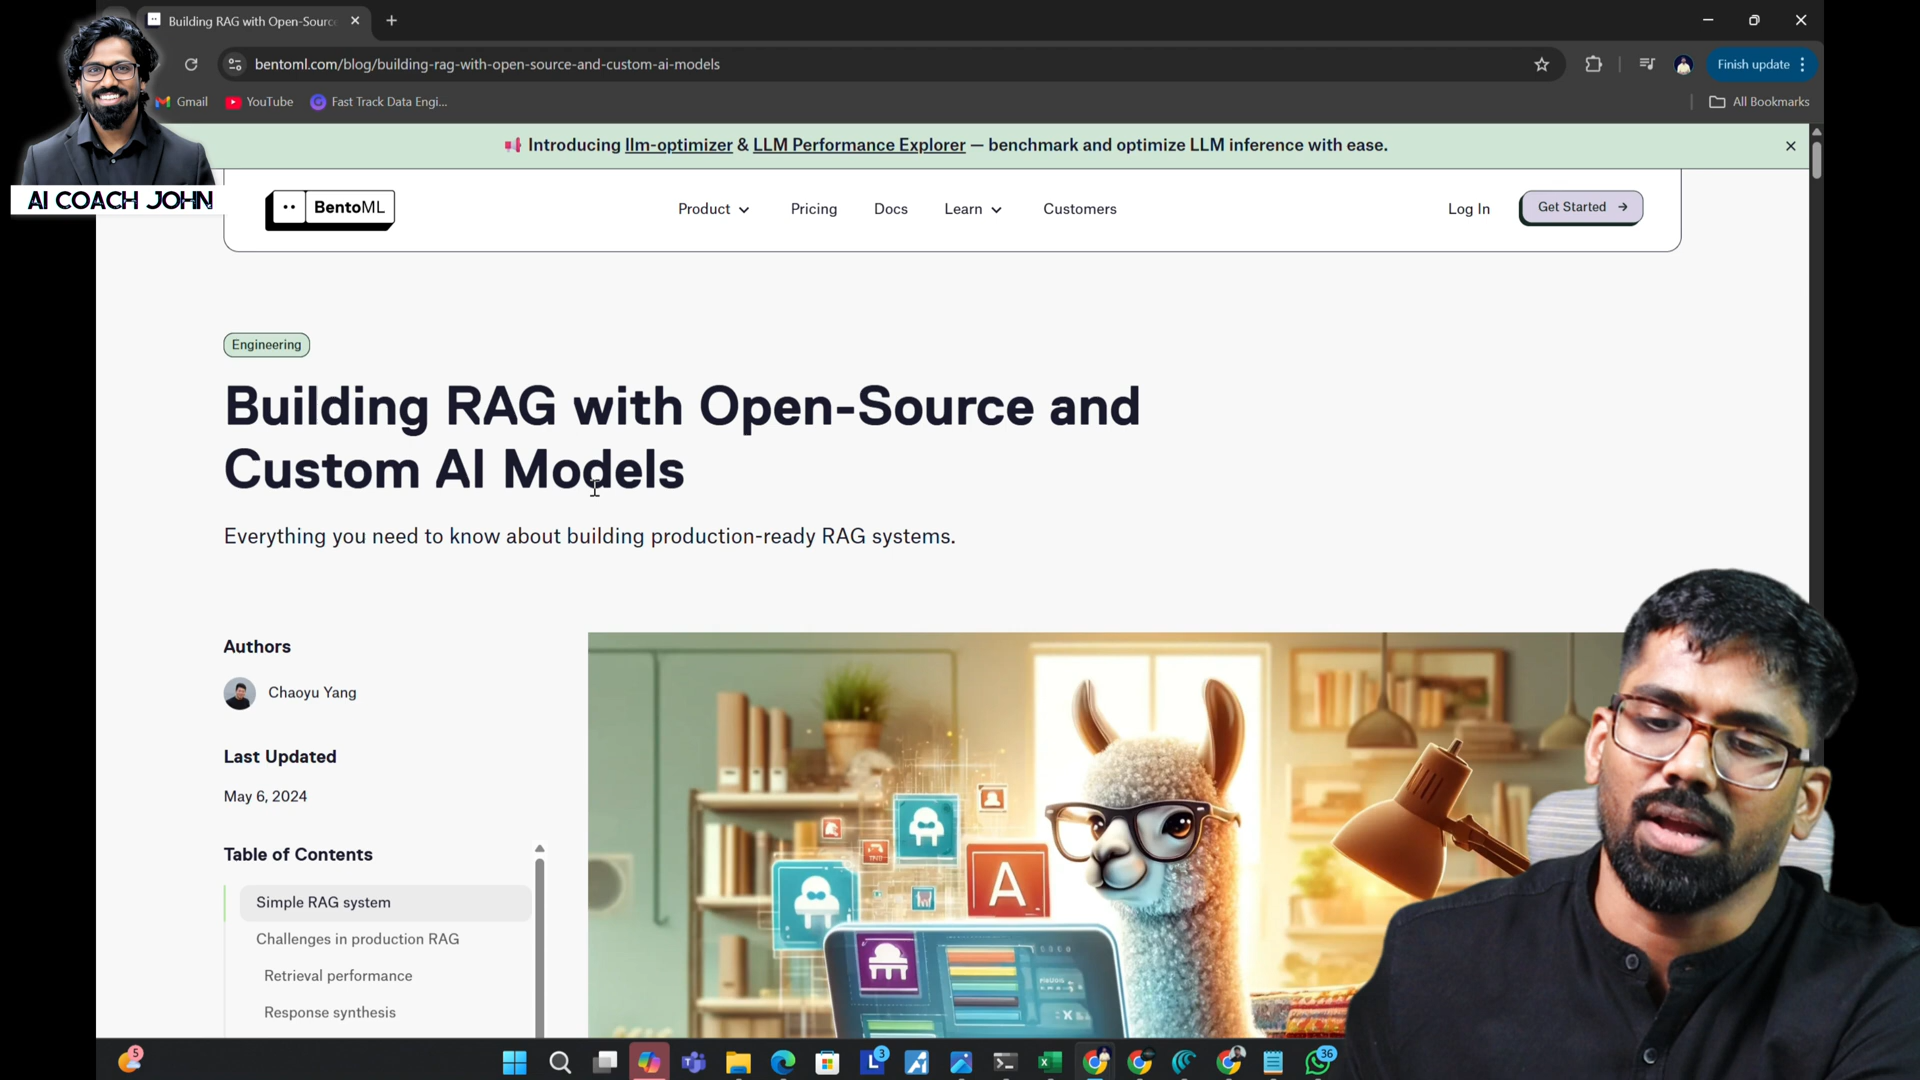 Building RAG with Open-Source
bentoml.com/blog/building-rag-with-open-source-and-custom-ai-models
Finish update
Gmail
YouTube
Fast Track Data Engi...
All Bookmarks
AI COACH JOHN
Introducing llm-optimizer & LLM Performance Explorer — benchmark and optimize LLM inference with ease.
BentoML
Product
Pricing
Docs
Learn
Customers
Log In
Get Started
Engineering
Building RAG with Open-Source and
Custom AI Models
Everything you need to know about building production-ready RAG systems.
Authors
Chaoyu Yang
Last Updated
May 6, 2024
Table of Contents
Simple RAG system
Challenges in production RAG
Retrieval performance
Response synthesis
A
5
L
3
36